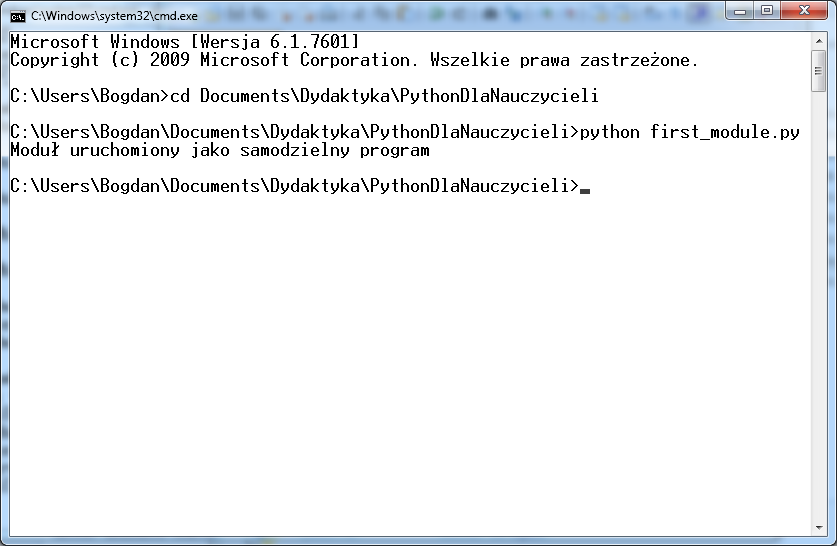 C:\Windows\system32\cmd.exe
Microsoft Windows [Wersja 6.1.7601]
Copyright (c) 2009 Microsoft Corporation. Wszelkie prawa zastrzeżone.
C:\Users\Bogdan>cd Documents\Dydaktyka\PythonDlaNauczycieli
C:\Users\Bogdan\Documents\Dydaktyka\PythonDlaNauczycieli>python first_module.py
Moduł uruchomiony jako samodzielny program
C:\Users\Bogdan\Documents\Dydaktyka\PythonDlaNauczycieli>